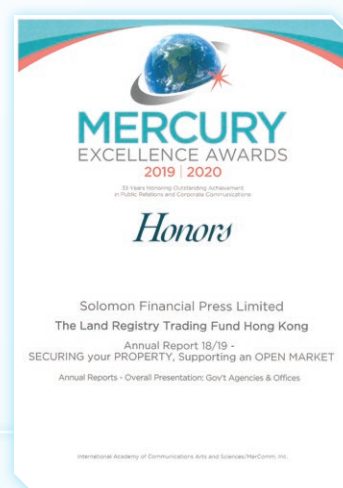 MERCURY
EXCELLENCE AWARDS
2019 | 2020
33 Years Honoring Outstanding Achievement
in Public Relations and Corporate Communications
Honors
Solomon Financial Press Limited
The Land Registry Trading Fund Hong Kong
Annual Report 18/19 -
SECURING your PROPERTY, Supporting an OPEN MARKET
Annual Reports - Overall Presentation: Gov't Agencies & Offices
International Academy of Communications Arts and Sciences/MerComm, Inc.